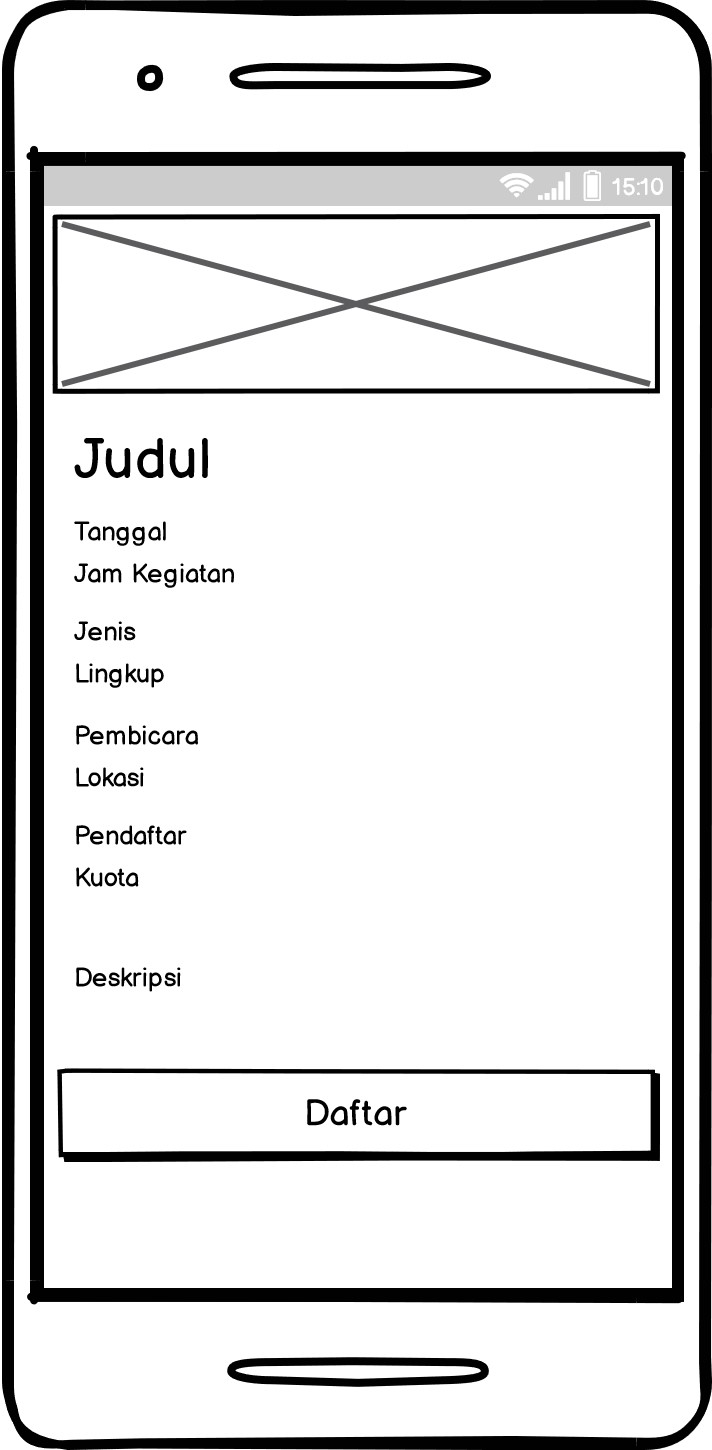 15:10
Judul
Tanggal
Jam Kegiatan
Jenis
Lingkup
Pembicara
Lokasi
Pendaftar
Kuota
Deskripsi
Daftar